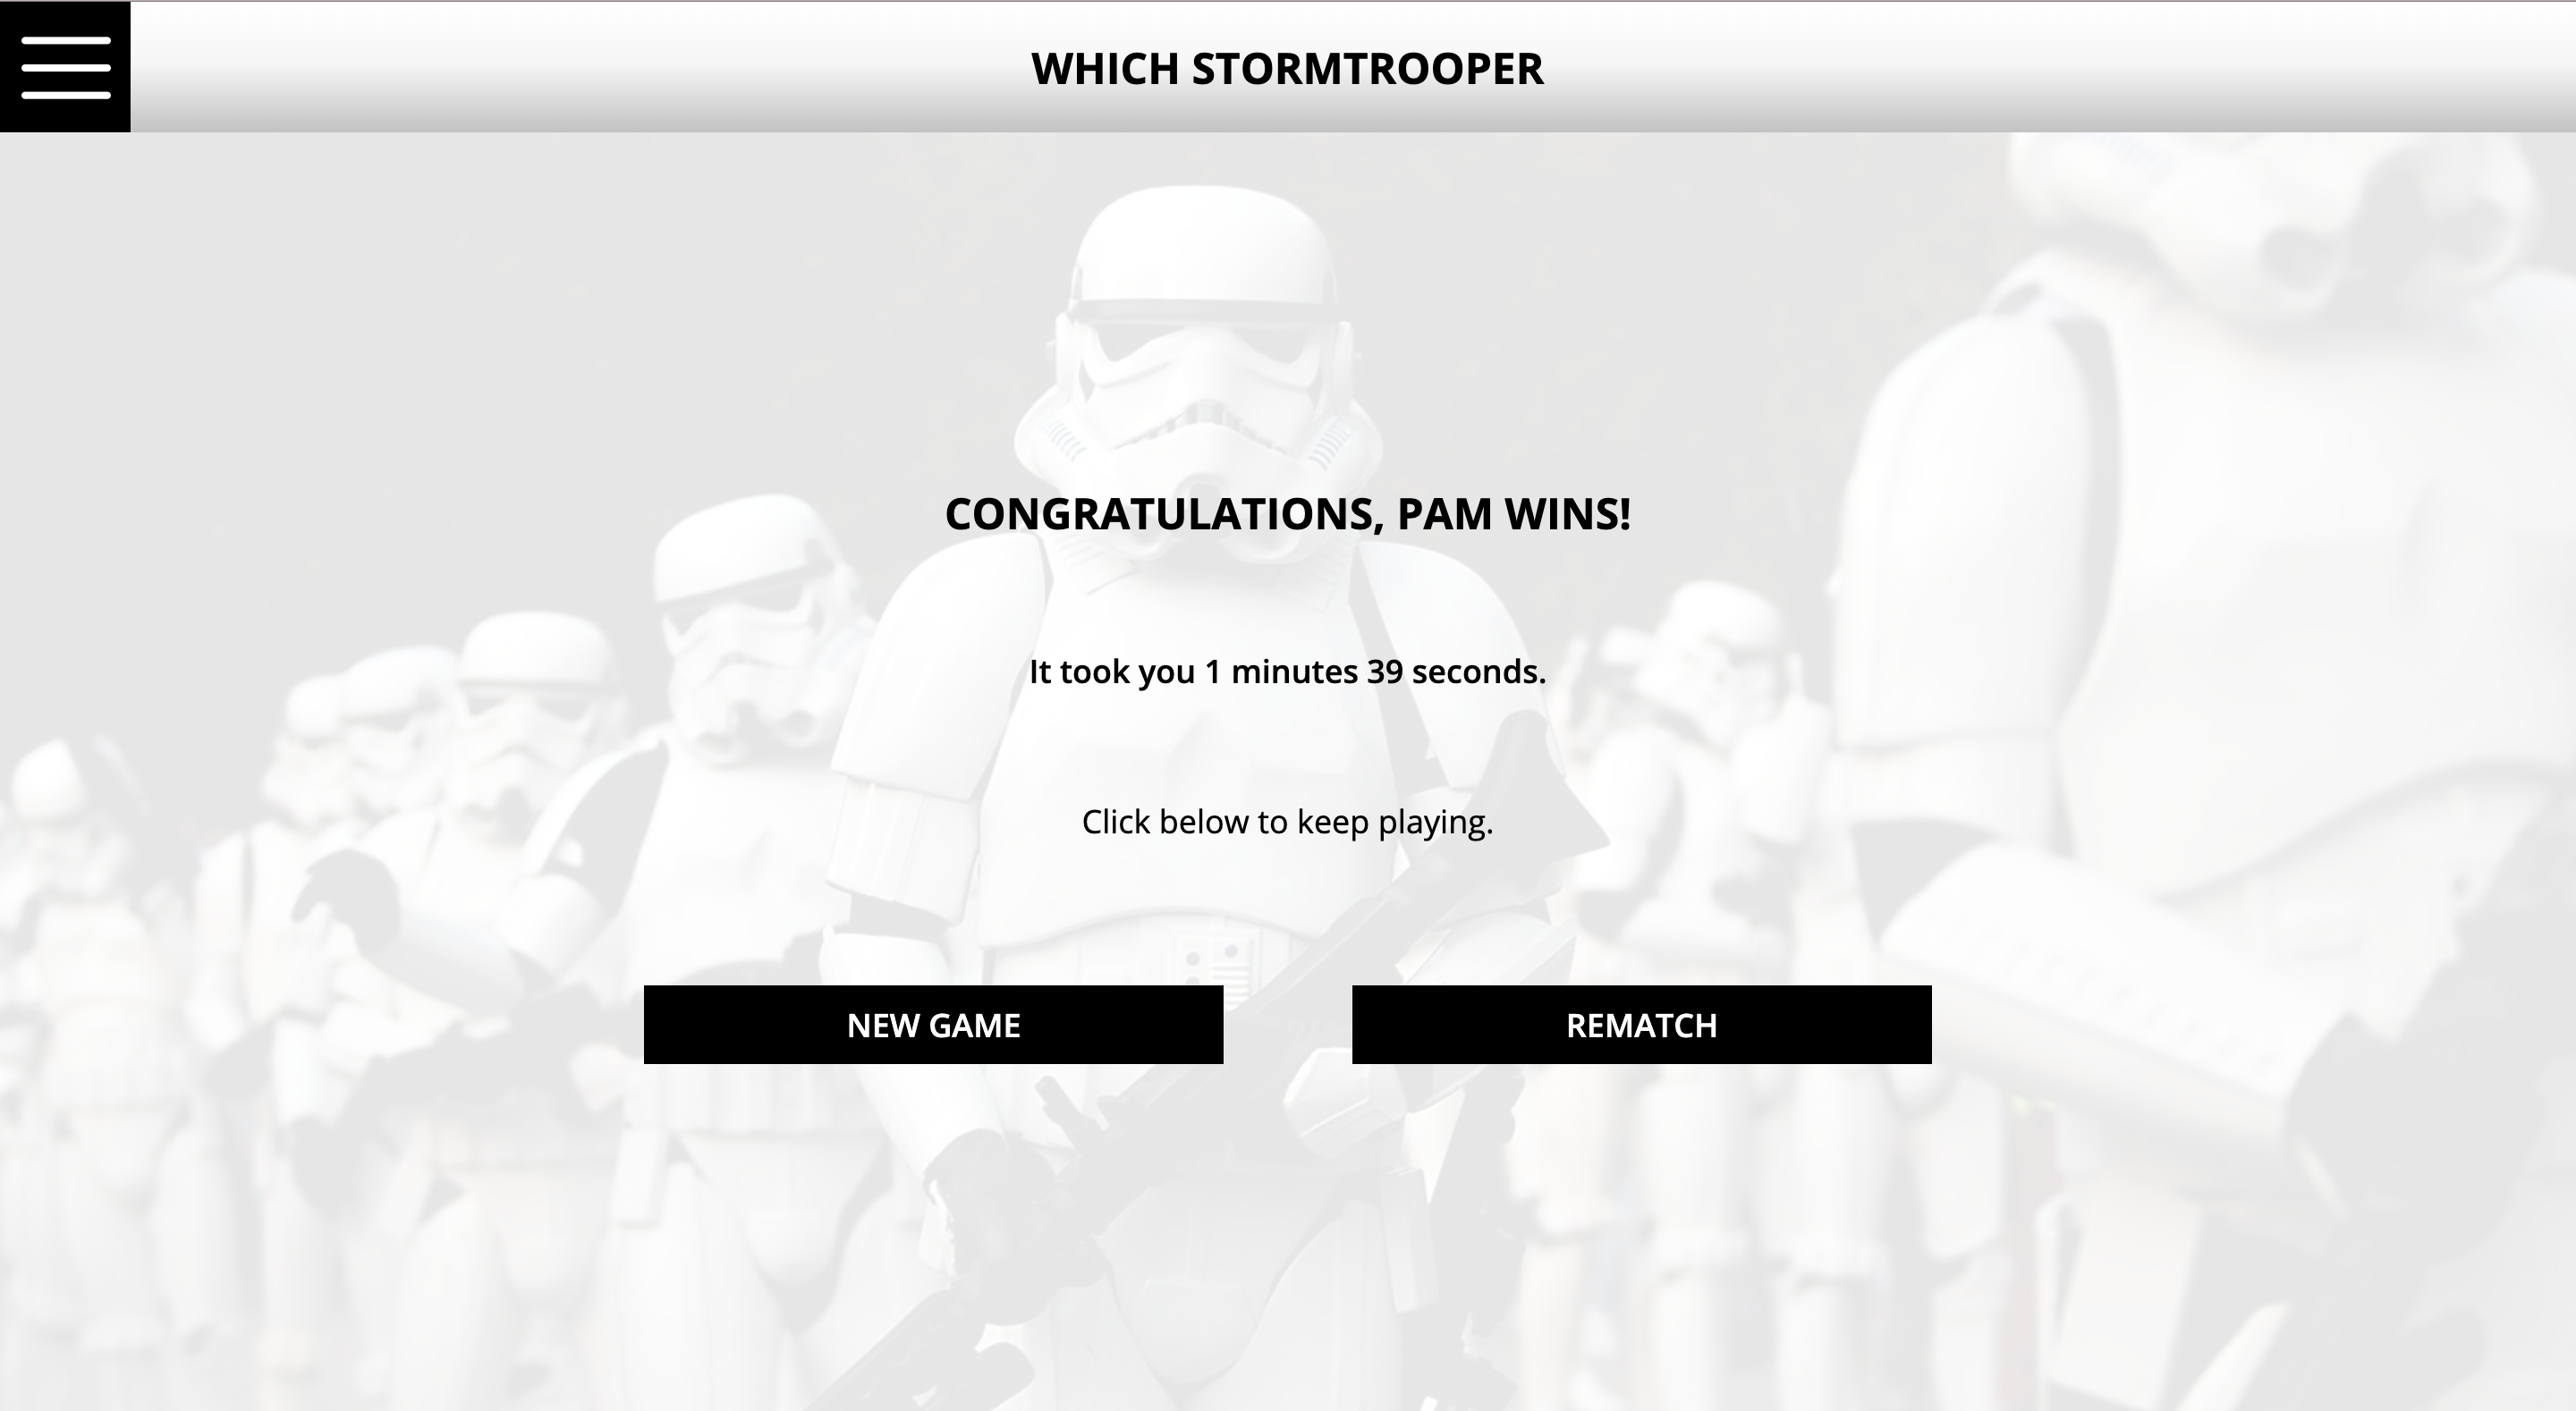 WHICH STORMTROOPER
CONGRATULATIONS, PAM WINS!
It took you 1 minutes 39 seconds.
Click below to keep playing.
NEW GAME
REMATCH